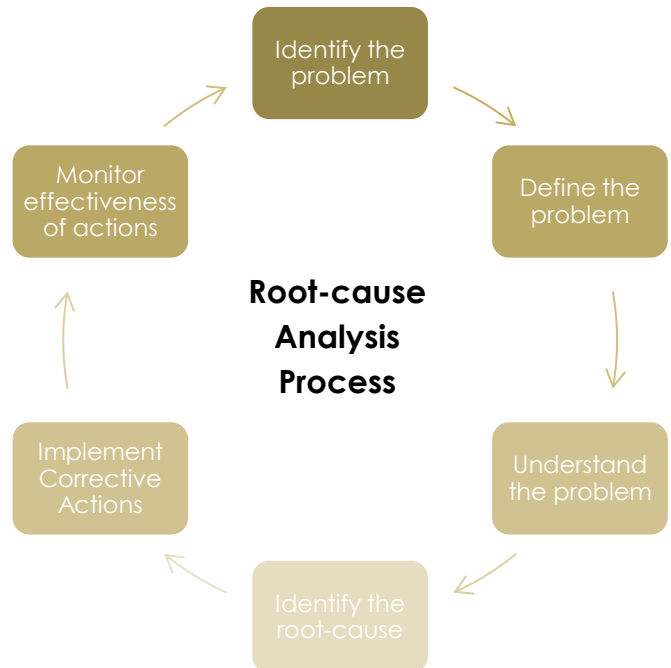 Identify the
problem
Define the
problem
Understand
the problem
Identify the
root-cause
Implement
Corrective
Actions
Monitor
effectiveness
of actions
Root-cause
Analysis
Process